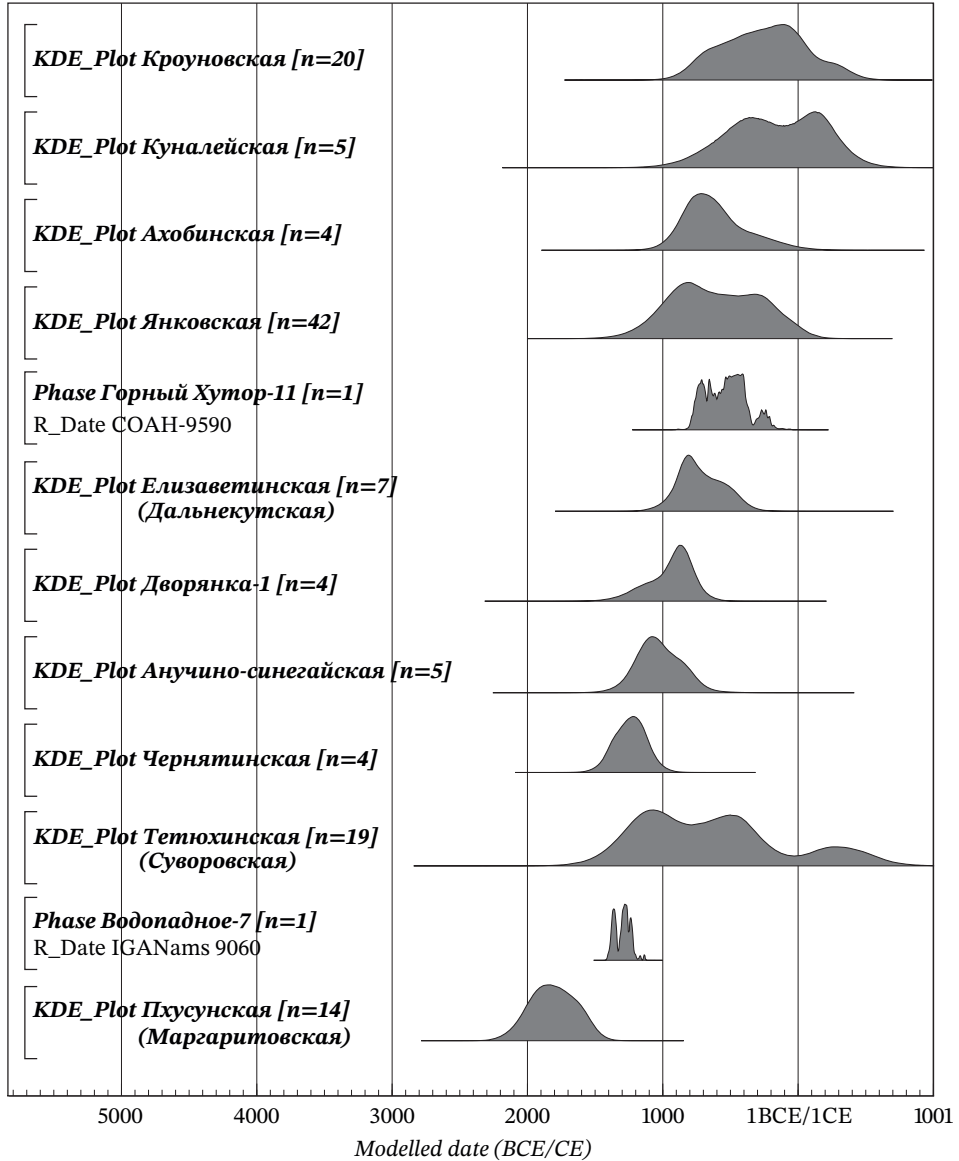 KDE_Plot Кроуновская [n=20]
KDE_Plot Куналейская [n=5]
KDE_Plot Ахобинская [n=4]
KDE_Plot Янковская [n=42]
Phase Горный Хутор-11 [n=1]
R_Date СОАН-9590
KDE_Plot Елизаветинская [n=7]
(Дальнекутская)
KDE_Plot Дворянка-1 [n=4]
KDE_Plot Анучино-синегайская [n=5]
KDE_Plot Чернятинская [n=4]
KDE_Plot Тетюхинская [n=19]
(Суворовская)
Phase Водопадное-7 [n=1]
R_Date IGANams 9060
KDE_Plot Пхусунская [n=14]
(Маргаритовская)
5000 4000 3000 2000 1000 1BCE/1CE 1001
Modelled date (BCE/CE)